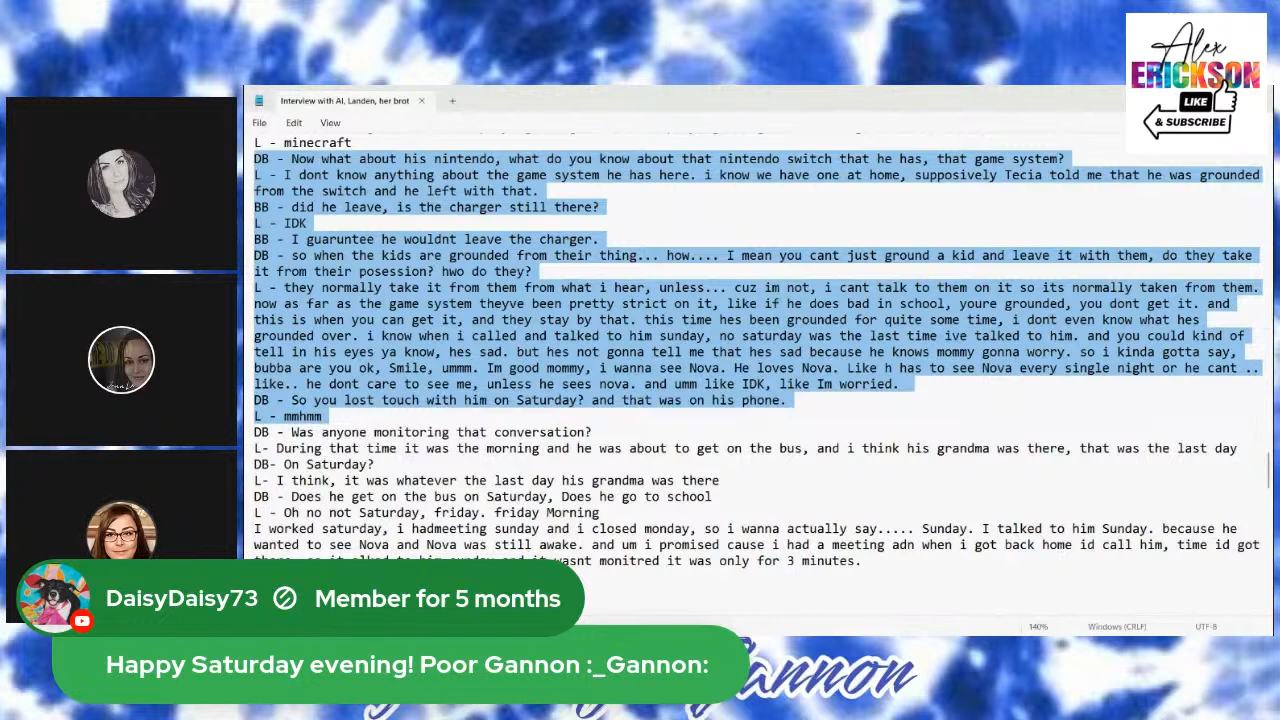 Alex
ERICKSON
LIKE
& SUBSCRIBE
Interview with Al, Landen, her brot
File Edit View
L - minecraft
DB - Now what about his nintendo, what do you know about that nintendo switch that he has, that game system?
L - I dont know anything about the game system he has here. i know we have one at home, supposively Tecia told me that he was grounded
from the switch and he left with that.
BB - did he leave, is the charger still there?
L - IDK
BB - I guaruntee he wouldnt leave the charger.
DB - so when the kids are grounded from their thing... how.... I mean you cant just ground a kid and leave it with them, do they take
it from their posession? hwo do they?
L - they normally take it from them from what i hear, unless... cuz im not, i cant talk to them on it so its normally taken from them.
now as far as the game system theyve been pretty strict on it, like if he does bad in school, youre grounded, you dont get it. and
this is when you can get it, and they stay by that. this time hes been grounded for quite some time, i dont even know what hes
grounded over. i know when i called and talked to him sunday, no saturday was the last time ive talked to him. and you could kind of
tell in his eyes ya know, hes sad. but hes not gonna tell me that hes sad because he knows mommy gonna worry. so i kinda gotta say,
bubba are you ok, Smile, ummm. Im good mommy, i wanna see Nova. He loves Nova. Like h has to see Nova every single night or he cant ..
like.. he dont care to see me, unless he sees nova. and umm like IDK, like Im worried.
DB - So you lost touch with him on Saturday? and that was on his phone.
L - mmhmm
DB - Was anyone monitoring that conversation?
L- During that time it was the morning and he was about to get on the bus, and i think his grandma was there, that was the last day
DB- On Saturday?
L- I think, it was whatever the last day his grandma was there
DB - Does he get on the bus on Saturday, Does he go to school
L - Oh no not Saturday, friday. friday Morning
I worked saturday, i hadmeeting sunday and i closed monday, so i wanna actually say..... Sunday. I talked to him Sunday. because he
wanted to see Nova and Nova was still awake. and um i promised cause i had a meeting adn when i got back home id call him, time id got
wasnt monitred it was only for 3 minutes.
140% Windows (CRLF) UTF-8
DaisyDaisy73 Member for 5 months
Happy Saturday evening! Poor Gannon :_Gannon: